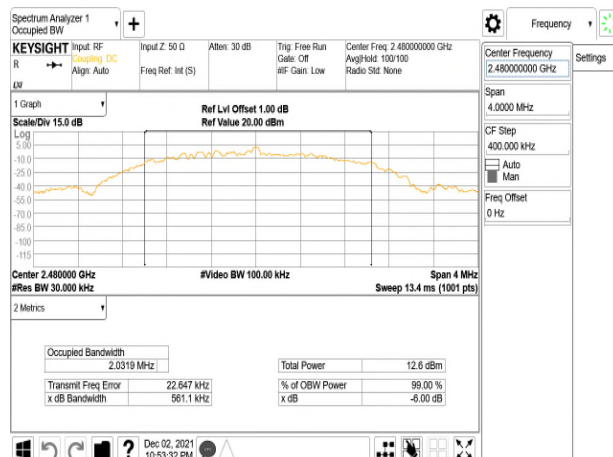 Spectrum Analyzer 1
Occupied BW
KEYSIGHT
R
Input: RF
Coupling: DC
Align: Auto
Input Z: 50 Ω
Freq Ref: Int (S)
Atten: 30 dB
Trig: Free Run
Gate: Off
#IF Gain: Low
Center Freq: 2.480000000 GHz
Avg|Hold: 100/100
Radio Std: None
Frequency
Center Frequency
2.480000000 GHz
Settings
Span
4.0000 MHz
CF Step
400.000 kHz
Auto
Man
Freq Offset
0 Hz
1 Graph
Scale/Div 15.0 dB
Ref Lvl Offset 1.00 dB
Ref Value 20.00 dBm
Log
5.00
-10.0
-25.0
-40.0
-55.0
-70.0
-85.0
-100
-115
Center 2.480000 GHz
#Res BW 30.000 kHz
#Video BW 100.00 kHz
Span 4 MHz
Sweep 13.4 ms (1001 pts)
2 Metrics
Occupied Bandwidth
2.0319 MHz
Transmit Freq Error 22.647 kHz
x dB Bandwidth 561.1 kHz
Total Power 12.6 dBm
% of OBW Power 99.00 %
x dB -6.00 dB
?
Dec 02, 2021
10:53:32 PM